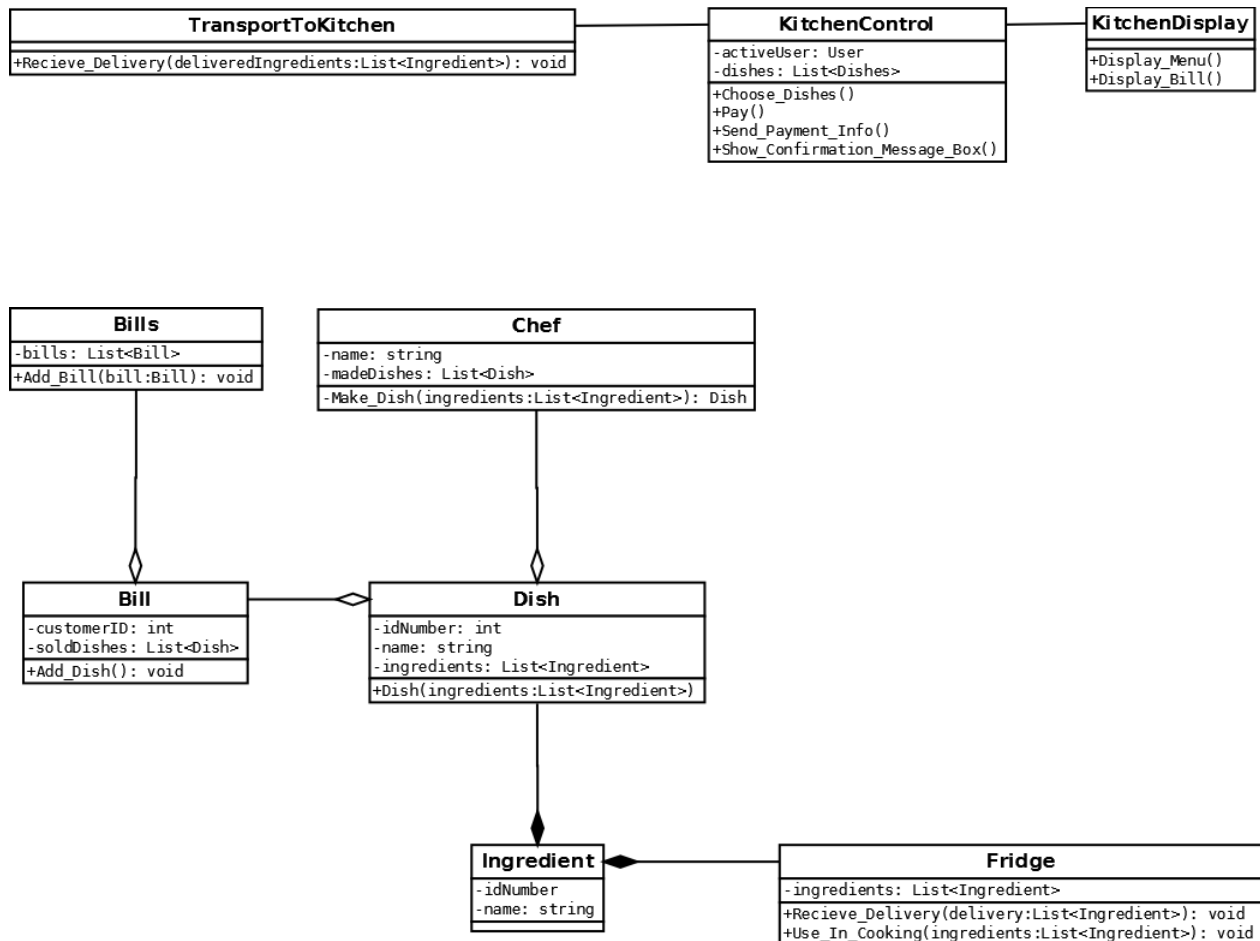 TransportToKitchen
+Recieve_Delivery(deliveredIngredients:List<Ingredient>): void
KitchenControl
-activeUser: User
-dishes: List<Dishes>
+Choose_Dishes()
+Pay()
+Send_Payment_Info()
+Show_Confirmation_Message_Box()
KitchenDisplay
+Display_Menu()
+Display_Bill()
Bills
-bills: List<Bill>
+Add_Bill(bill:Bill): void
Chef
-name: string
-madeDishes: List<Dish>
-Make_Dish(ingredients:List<Ingredient>): Dish
Bill
-customerID: int
-soldDishes: List<Dish>
+Add_Dish(): void
Dish
-idNumber: int
-name: string
-ingredients: List<Ingredient>
+Dish(ingredients:List<Ingredient>)
Ingredient
-idNumber
-name: string
Fridge
-ingredients: List<Ingredient>
+Recieve_Delivery(delivery:List<Ingredient>): void
+Use_In_Cooking(ingredients:List<Ingredient>): void